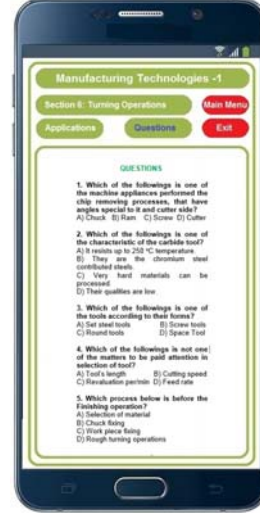 Manufacturing Technologies -1
Section 6: Turning Operations
Main Menu
Applications
Questions
Exit
QUESTIONS
1. Which of the followings is one of
the machine appliances performed the
chip removing processes, that have
angles special to it and cutter side?
A) Chuck B) Ram C) Screw D) Cutter
2. Which of the followings is one of
the characteristic of the carbide tool?
A) It resists up to 250 °C temperature.
B) They are the chromium steel
contributed steels.
C) Very hard materials can be
processed
D) Their qualities are low.
3. Which of the followings is one of
the tools according to their forms?
A) Set steel tools B) Screw tools
C) Round tools D) Space Tool
4. Which of the followings is not one
of the matters to be paid attention in
selection of tool?
A) Tool's length B) Cutting speed
C) Revaluation per/min D) Feed rate
5. Which process below is before the
Finishing operation?
A) Selection of material
B) Chuck fixing
C) Work piece fixing
D) Rough turning operations